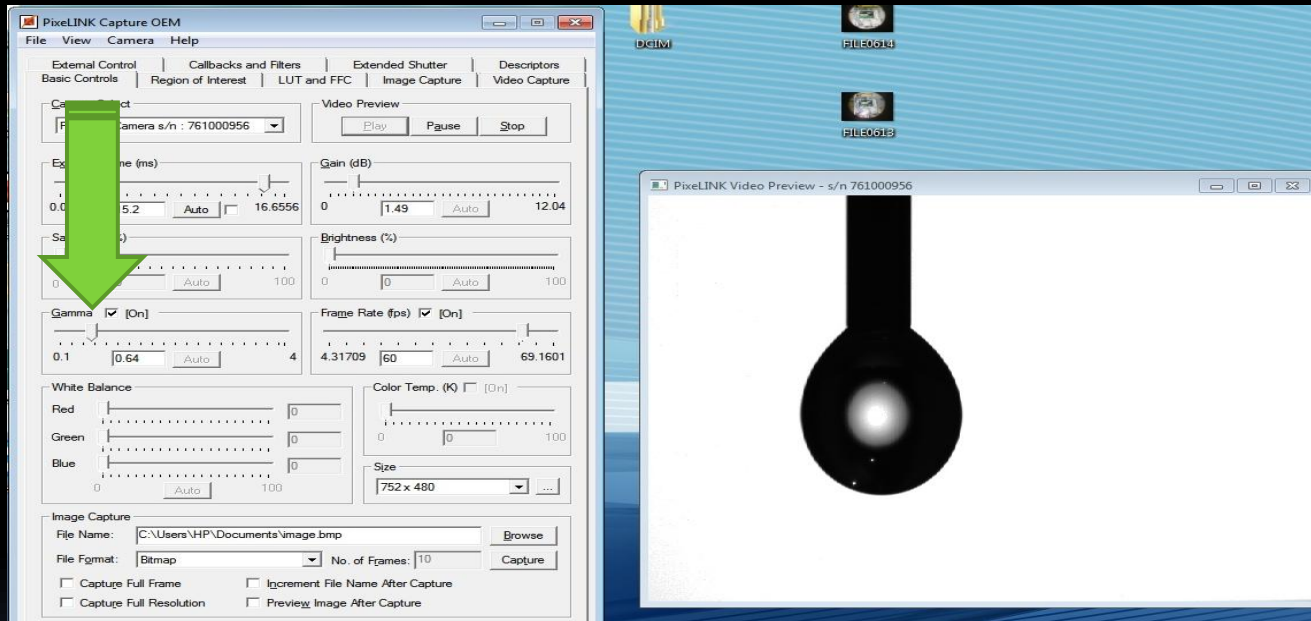 PixeLINK Capture OEM
File View Camera Help
External Control Callbacks and Filters Extended Shutter Descriptors
Basic Controls Region of Interest LUT and FFC Image Capture Video Capture
Video Preview
Camera s/n : 761000956 Play Pause Stop
(ms) Gain (dB)
5.2 Auto 16.6556 0 1.49 Auto 12.04
Brightness (%)
0 Auto 100 0 0 Auto 100
Gamma [On] Frame Rate (fps) [On]
0.1 0.64 Auto 4 4.31709 60 Auto 69.1601
White Balance Color Temp. (K) [On]
Red 0
Green 0 0 0 100
Blue 0
0 Auto 100
Size
752 x 480 ...
Image Capture
File Name: C:\Users\HP\Documents\image.bmp Browse
File Format: Bitmap No. of Frames: 10 Capture
Capture Full Frame Increment File Name After Capture
Capture Full Resolution Preview Image After Capture
DCIM FILE0614
FILE0613
PixeLINK Video Preview - s/n 761000956